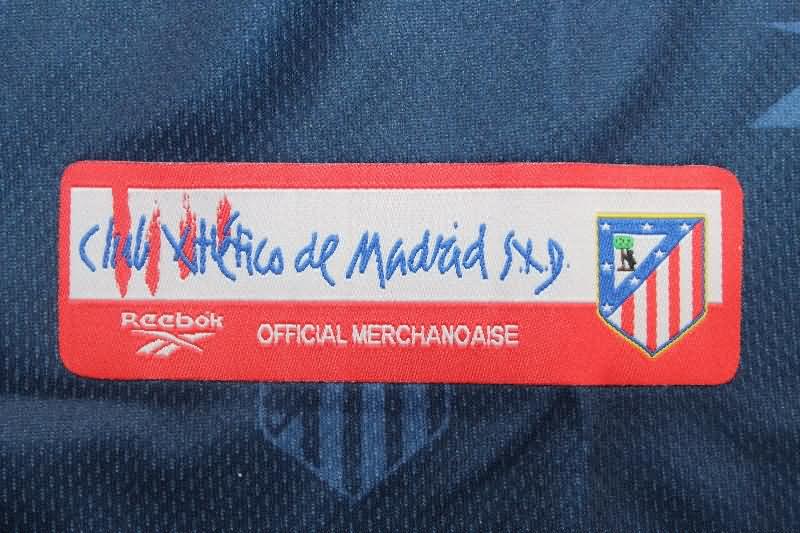 Club Atlético de Madrid S.A.D.
Reebok
OFFICIAL MERCHANOAISE